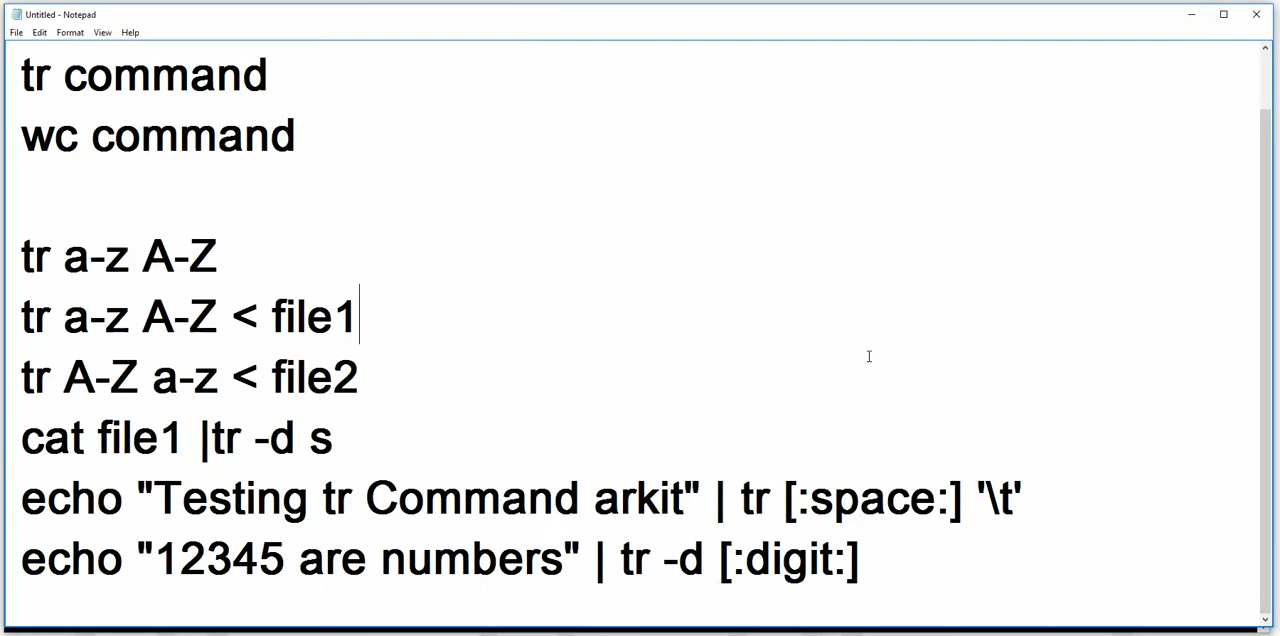 Untitled - Notepad
File Edit Format View Help
tr command
wc command
tr a-z A-Z
tr a-z A-Z < file1
tr A-Z a-z < file2
cat file1 |tr -d s
echo "Testing tr Command arkit" | tr [:space:] '\t'
echo "12345 are numbers" | tr -d [:digit:]